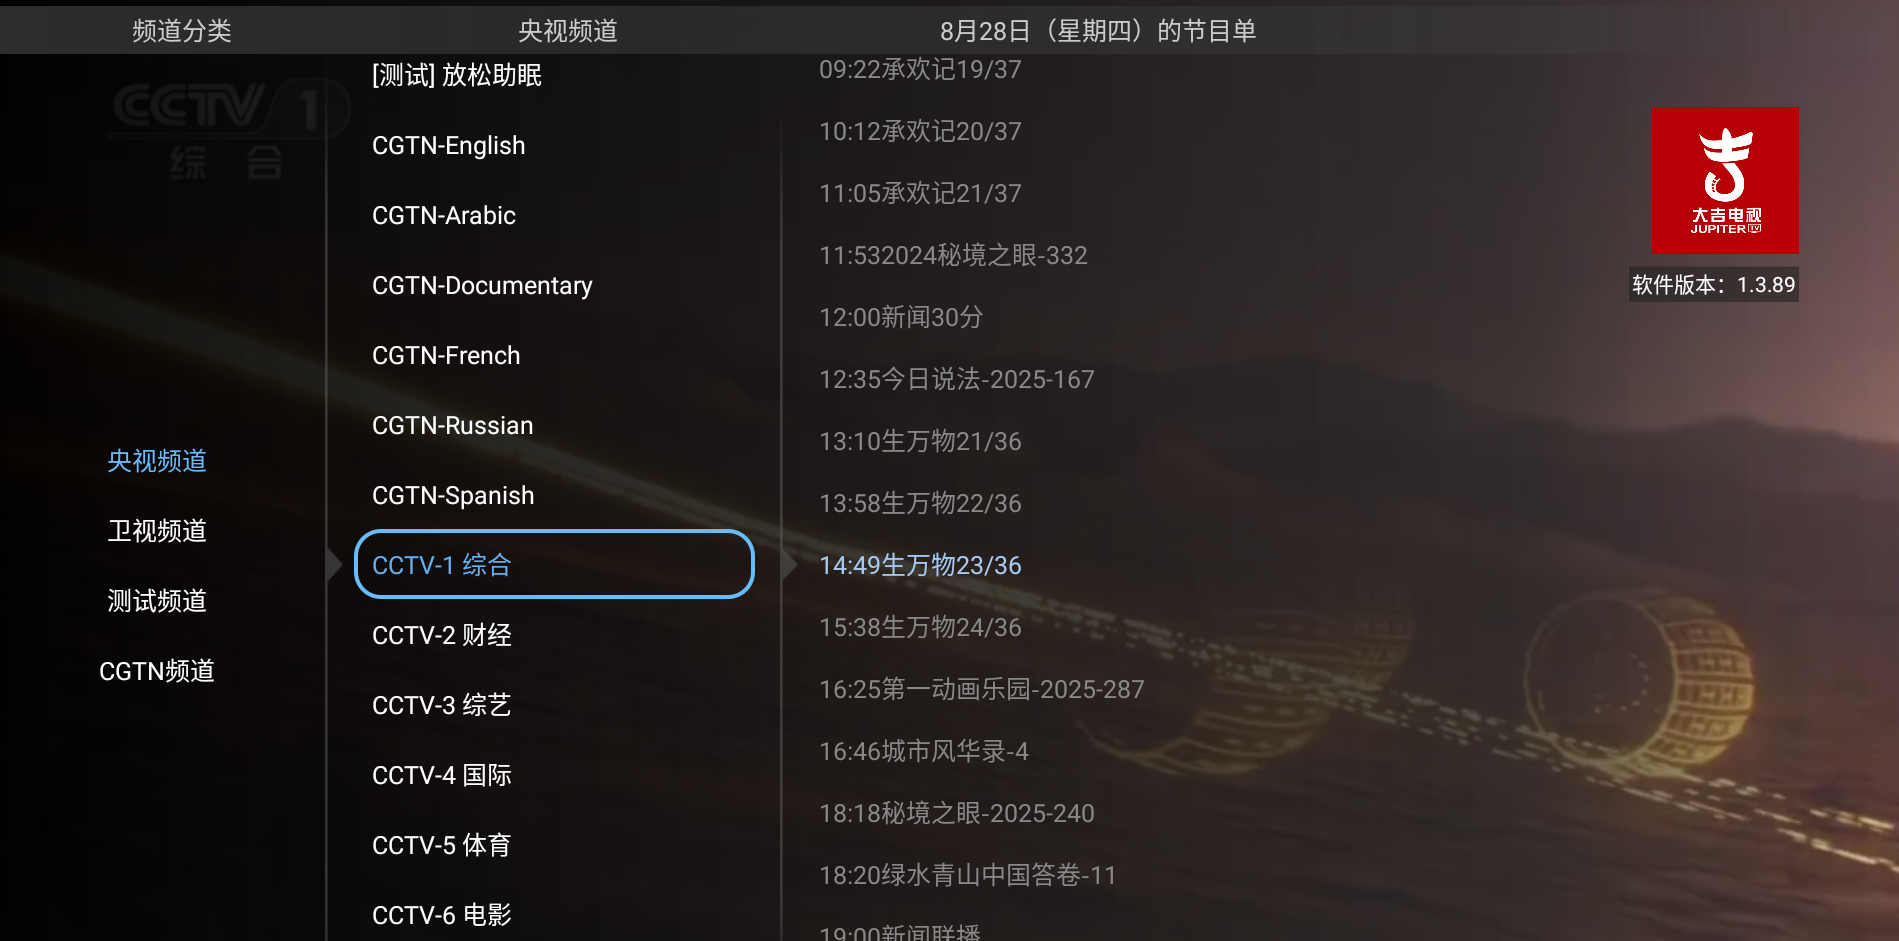 频道分类
央视频道
8月28日（星期四）的节目单
CCTV 1
综 合
央视频道
卫视频道
测试频道
CGTN频道
[测试] 放松助眠
CGTN-English
CGTN-Arabic
CGTN-Documentary
CGTN-French
CGTN-Russian
CGTN-Spanish
CCTV-1 综合
CCTV-2 财经
CCTV-3 综艺
CCTV-4 国际
CCTV-5 体育
CCTV-6 电影
09:22承欢记19/37
10:12承欢记20/37
11:05承欢记21/37
11:532024秘境之眼-332
12:00新闻30分
12:35今日说法-2025-167
13:10生万物21/36
13:58生万物22/36
14:49生万物23/36
15:38生万物24/36
16:25第一动画乐园-2025-287
16:46城市风华录-4
18:18秘境之眼-2025-240
18:20绿水青山中国答卷-11
19:00新闻联播
大吉电视
JUPITER TV
软件版本：1.3.89